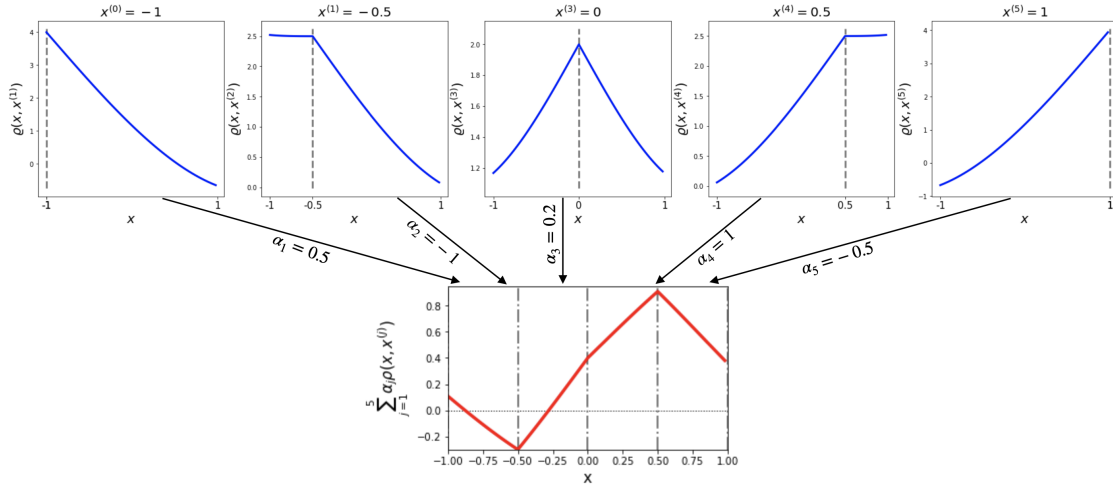 x^(0) = −1
x^(1) = −0.5
x^(3) = 0
x^(4) = 0.5
x^(5) = 1
ϱ(x, x^(1))
4
3
2
1
0
-1
1
x
ϱ(x, x^(2))
2.5
2.0
1.5
1.0
0.5
0.0
-1
-0.5
1
x
ϱ(x, x^(3))
2.0
1.8
1.6
1.4
1.2
-1
0
1
x
ϱ(x, x^(4))
2.5
2.0
1.5
1.0
0.5
0.0
-1
0.5
1
x
ϱ(x, x^(5))
4
3
2
1
0
−1
-1
1
x
α₁ = 0.5
α₂ = −1
α₃ = 0.2
α₄ = 1
α₅ = − 0.5
∑_{j=1}^{5} α_jρ(x, x^(j))
0.8
0.6
0.4
0.2
0.0
−0.2
−1.00 −0.75 −0.50 −0.25 0.00 0.25 0.50 0.75 1.00
x